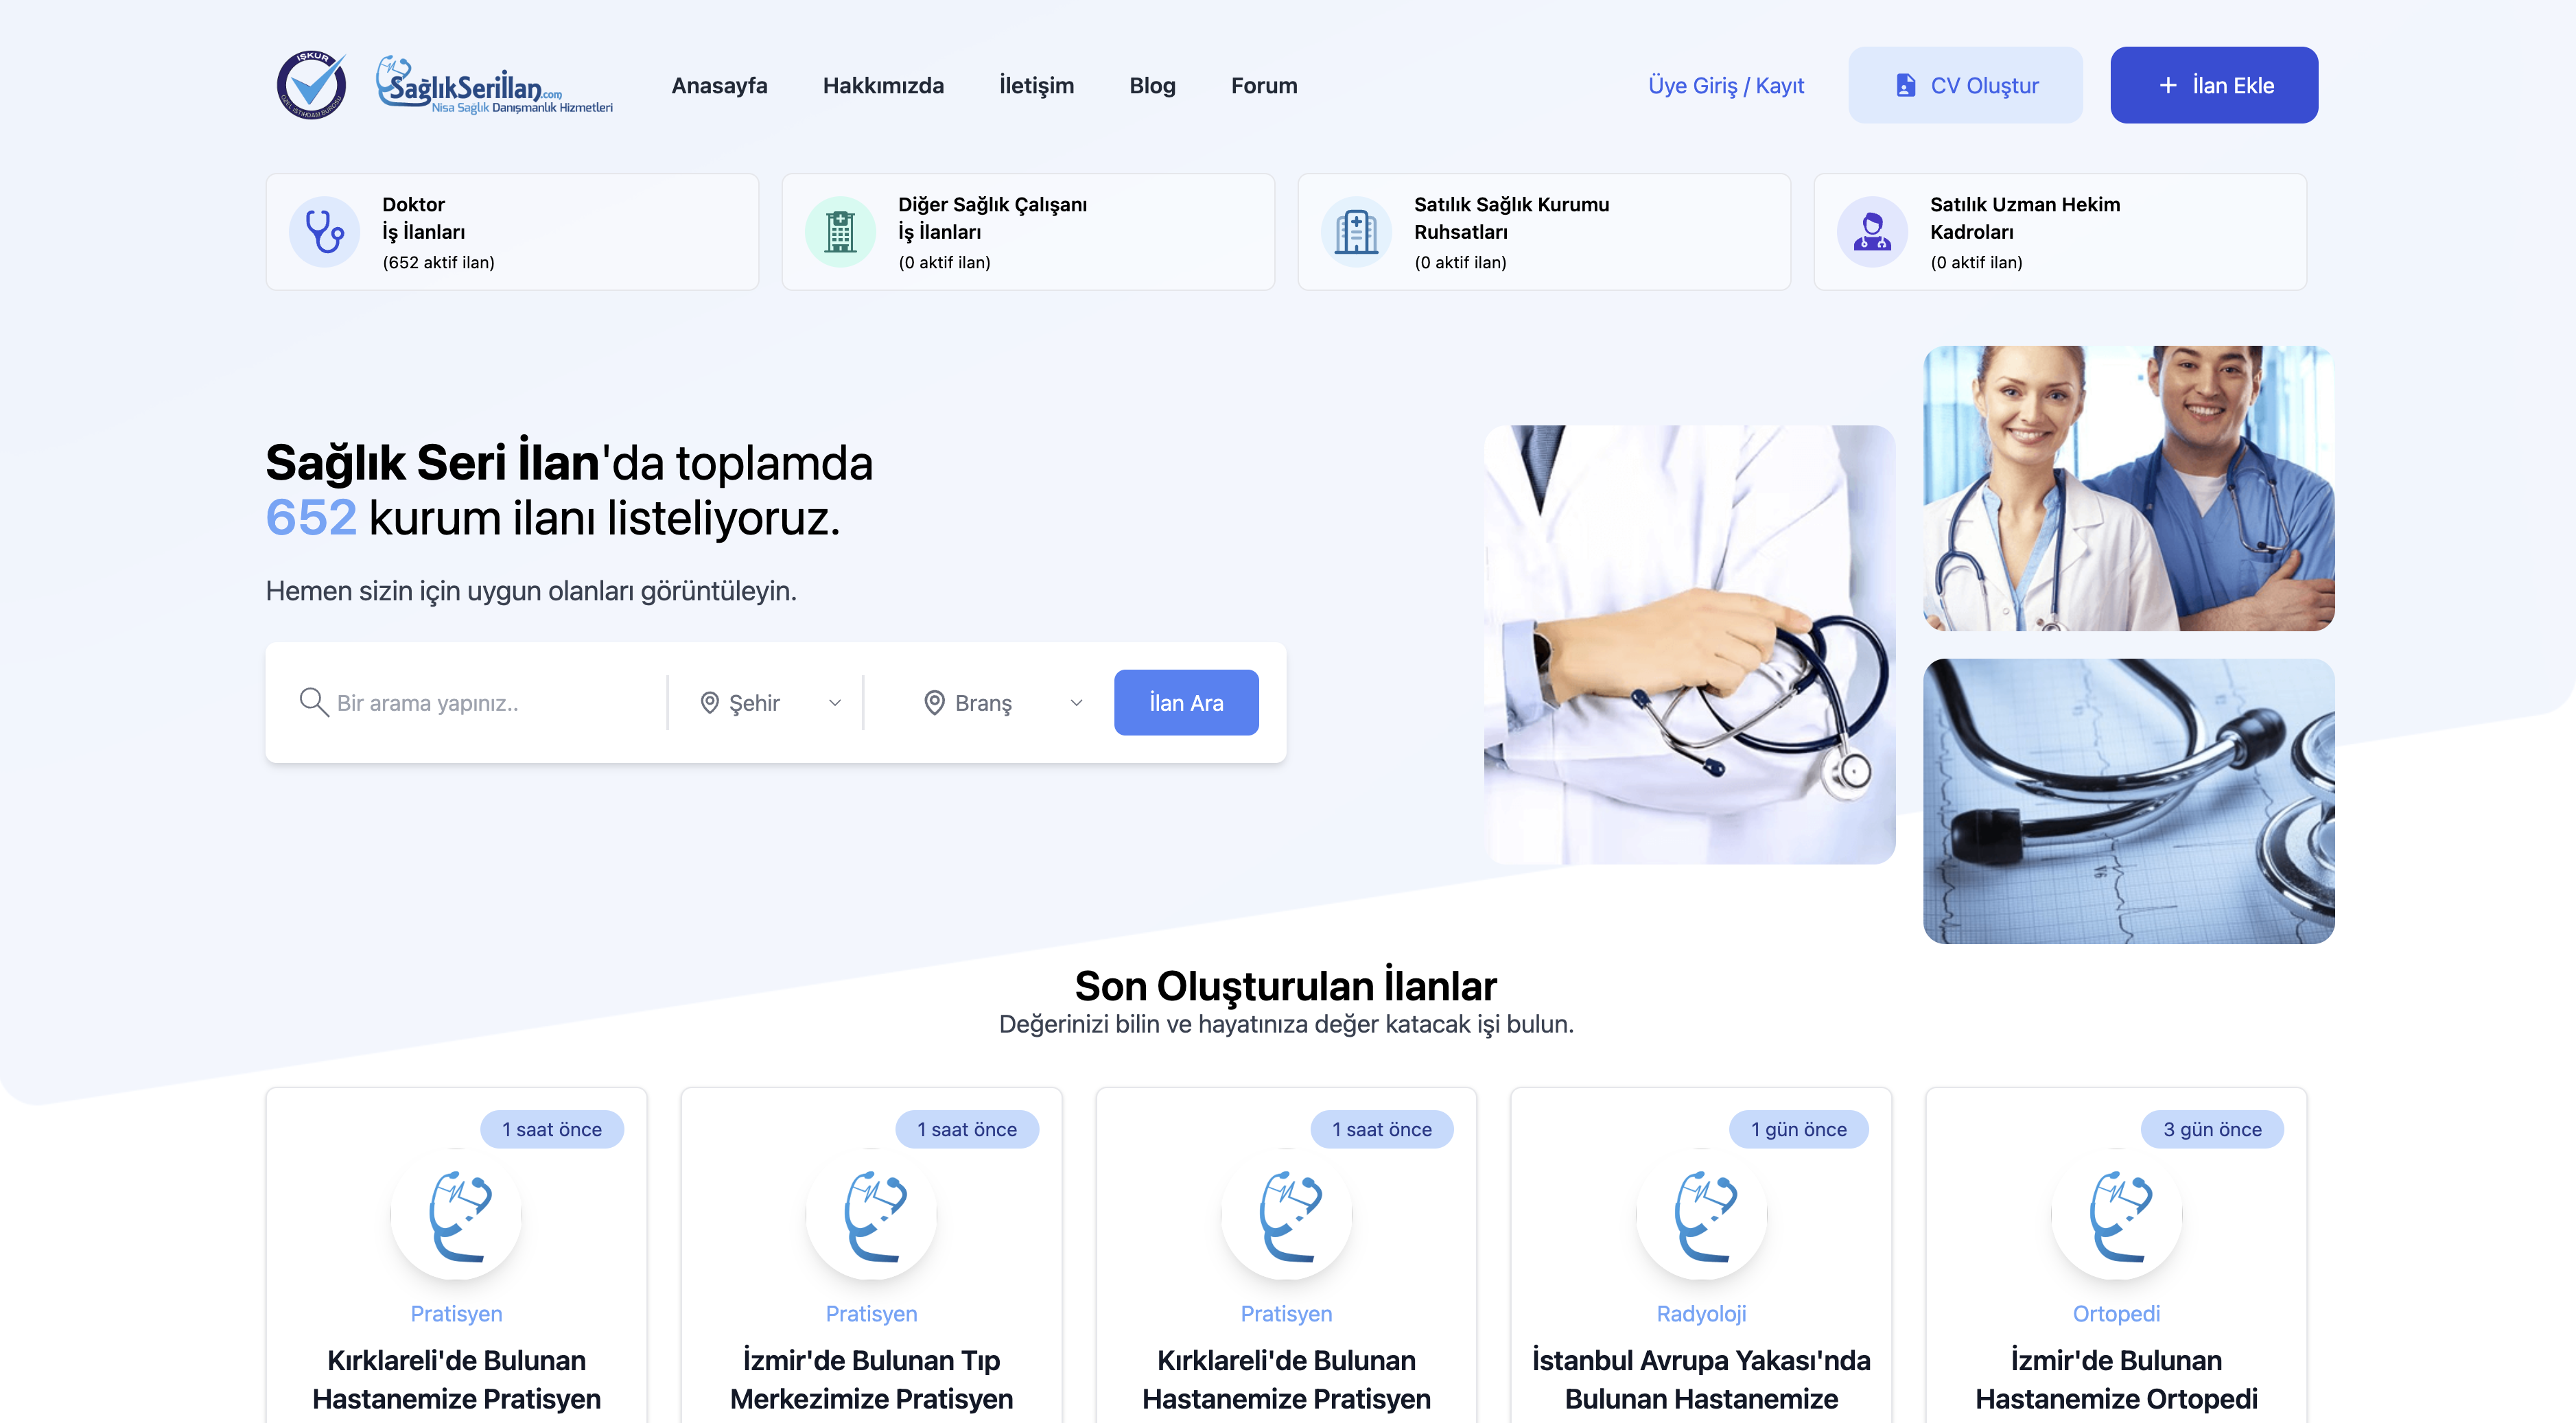 İŞKUR
ÖZEL İSTİHDAM BÜROSU
SağlıkSeriİlan.com
Nisa Sağlık Danışmanlık Hizmetleri
Anasayfa
Hakkımızda
İletişim
Blog
Forum
Üye Giriş / Kayıt
CV Oluştur
+ İlan Ekle
Doktor
İş İlanları
(652 aktif ilan)
Diğer Sağlık Çalışanı
İş İlanları
(0 aktif ilan)
Satılık Sağlık Kurumu
Ruhsatları
(0 aktif ilan)
Satılık Uzman Hekim
Kadroları
(0 aktif ilan)
Sağlık Seri İlan'da toplamda
652 kurum ilanı listeliyoruz.
Hemen sizin için uygun olanları görüntüleyin.
Bir arama yapınız..
Şehir
Branş
İlan Ara
Son Oluşturulan İlanlar
Değerinizi bilin ve hayatınıza değer katacak işi bulun.
1 saat önce
Pratisyen
Kırklareli'de Bulunan
Hastanemize Pratisyen
1 saat önce
Pratisyen
İzmir'de Bulunan Tıp
Merkezimize Pratisyen
1 saat önce
Pratisyen
Kırklareli'de Bulunan
Hastanemize Pratisyen
1 gün önce
Radyoloji
İstanbul Avrupa Yakası'nda
Bulunan Hastanemize
3 gün önce
Ortopedi
İzmir'de Bulunan
Hastanemize Ortopedi